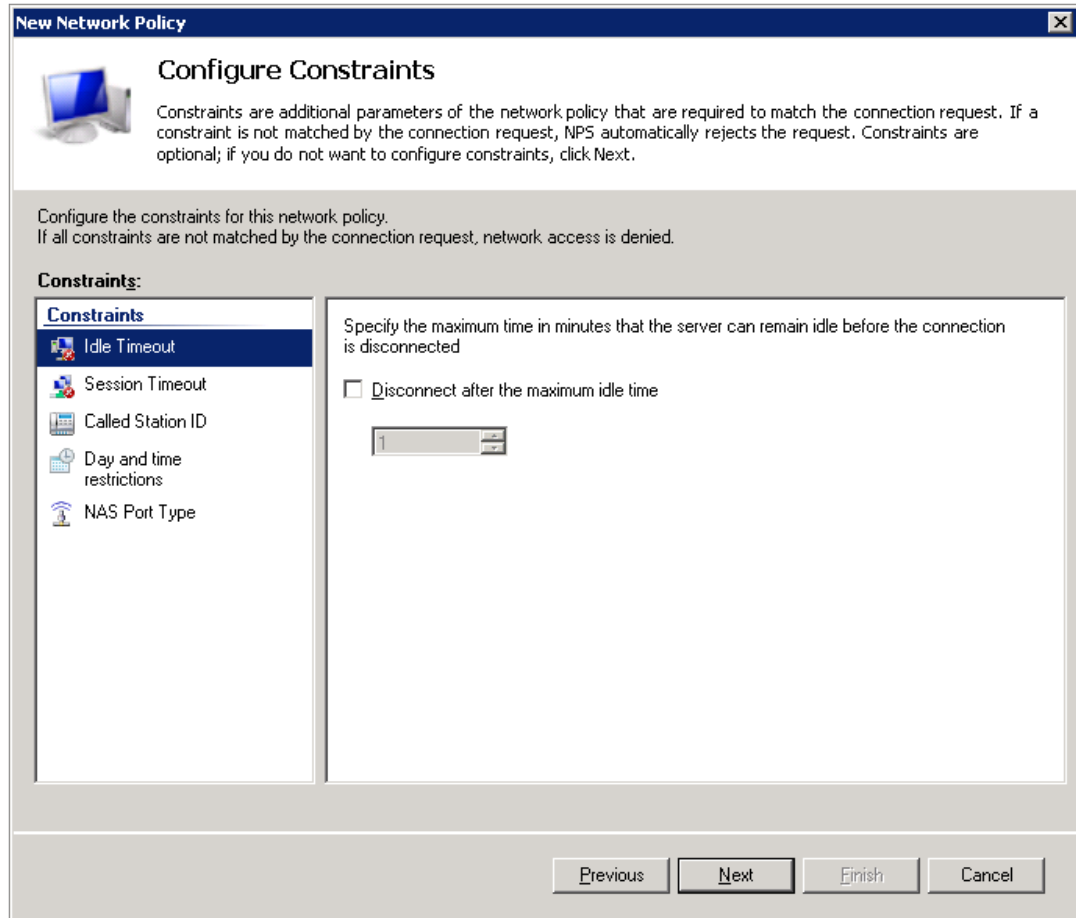 New Network Policy
Configure Constraints
Constraints are additional parameters of the network policy that are required to match the connection request. If a
constraint is not matched by the connection request, NPS automatically rejects the request. Constraints are
optional; if you do not want to configure constraints, click Next.
Configure the constraints for this network policy.
If all constraints are not matched by the connection request, network access is denied.
Constraints:
Constraints
Idle Timeout
Session Timeout
Called Station ID
Day and time
restrictions
NAS Port Type
Specify the maximum time in minutes that the server can remain idle before the connection
is disconnected
Disconnect after the maximum idle time
1
Previous
Next
Finish
Cancel